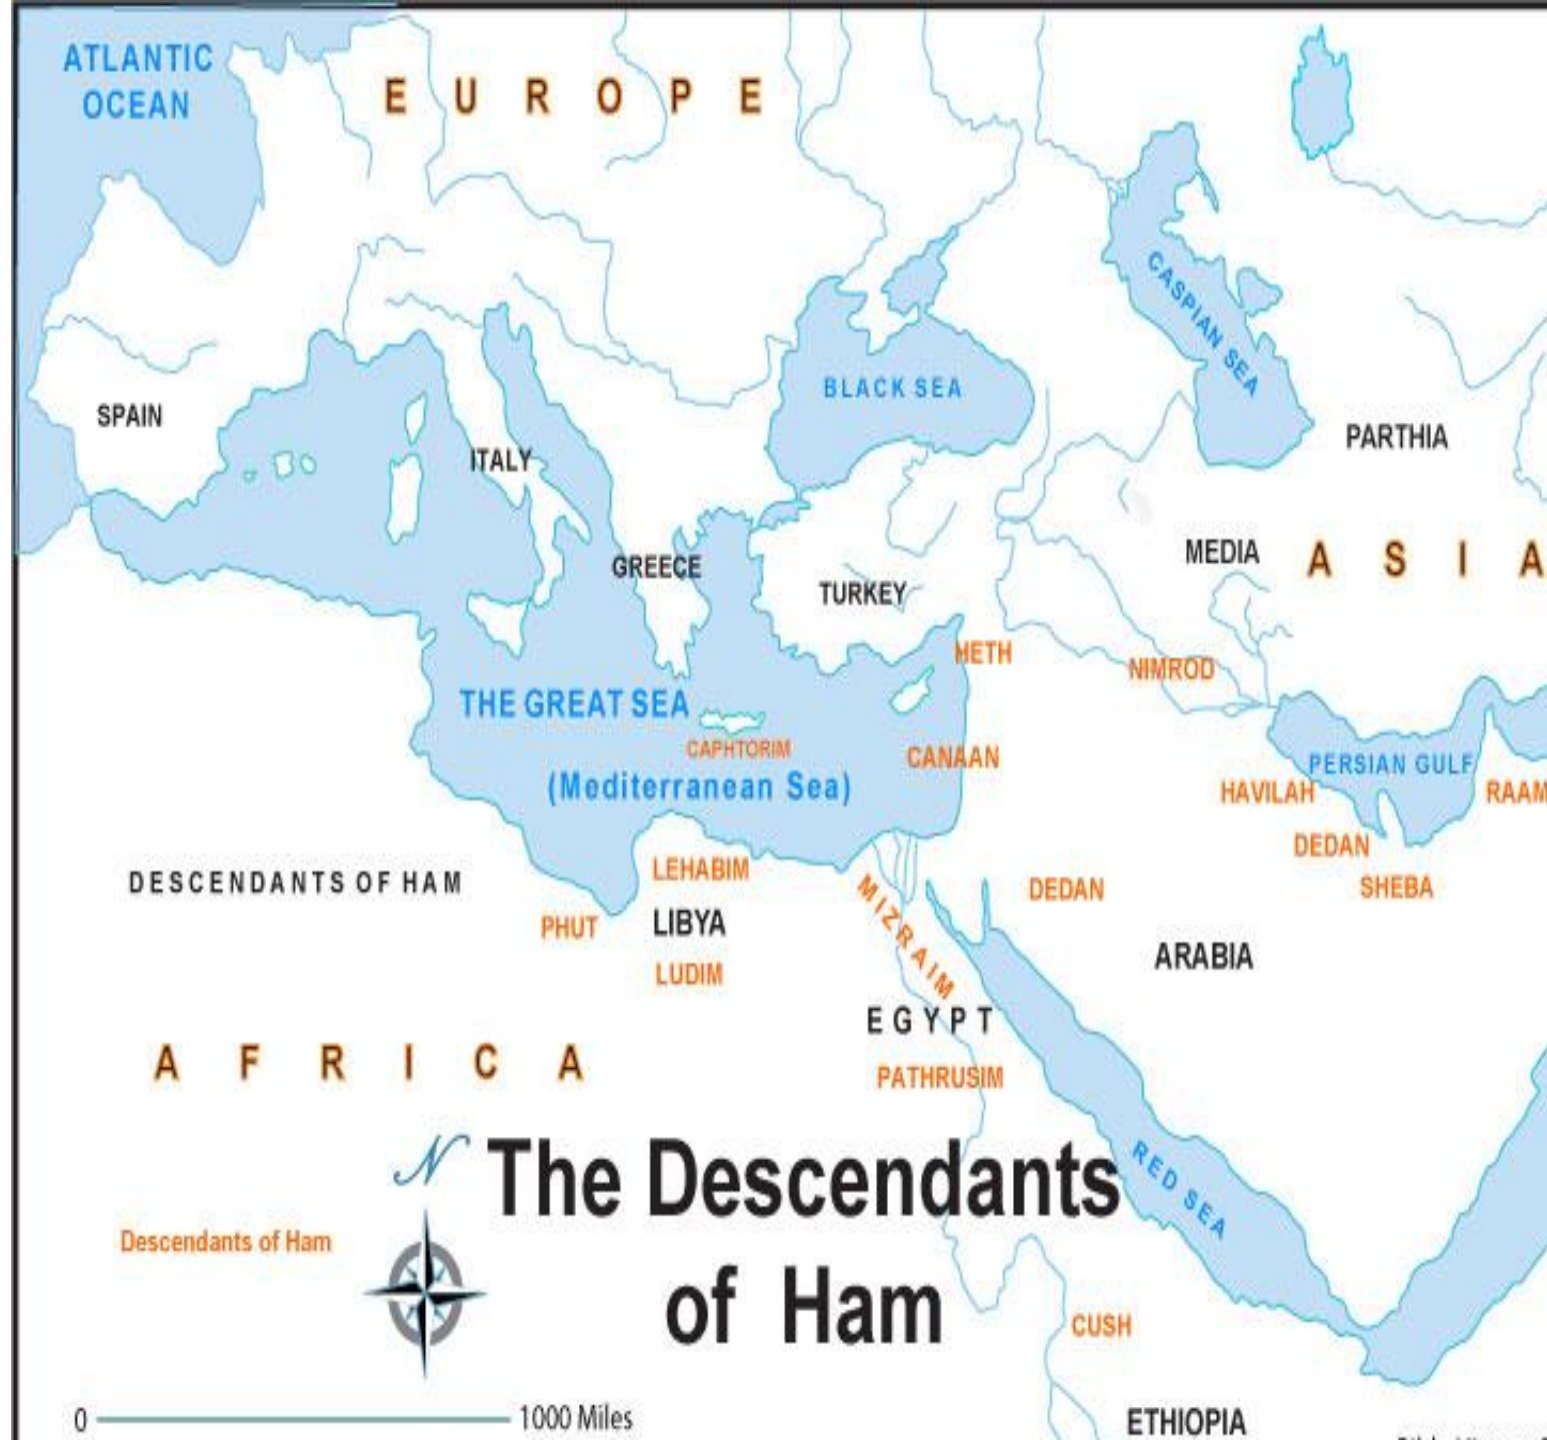 ATLANTIC
OCEAN
E U R O P E
CASPIAN SEA
BLACK SEA
SPAIN
PARTHIA
ITALY
MEDIA
A S I A
GREECE
TURKEY
HETH
NIMROD
THE GREAT SEA
CAPHTORIM
CANAAN
PERSIAN GULF
(Mediterranean Sea)
HAVILAH
RAAM
DEDAN
LEHABIM
DESCENDANTS OF HAM
MIZRAIM
DEDAN
SHEBA
PHUT
LIBYA
ARABIA
LUDIM
EGYPT
A F R I C A
PATHRUSIM
N
The Descendants
of Ham
RED SEA
Descendants of Ham
CUSH
0
1000 Miles
ETHIOPIA